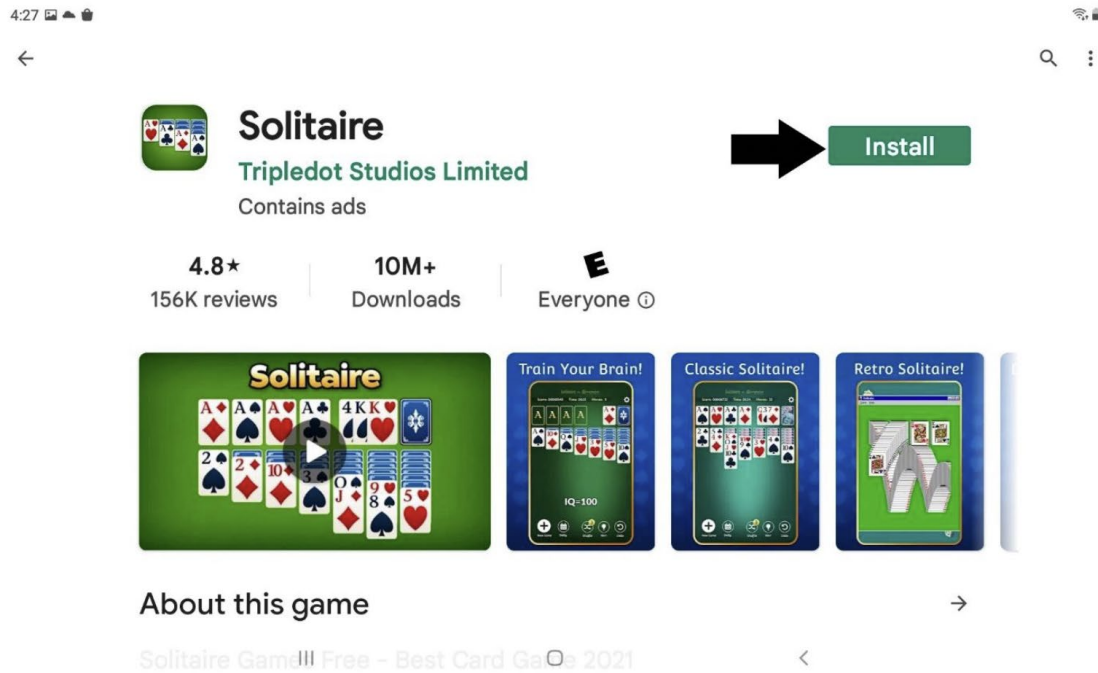 4:27
Solitaire
Tripledot Studios Limited
Contains ads
Install
4.8★
156K reviews
10M+
Downloads
E
Everyone
Solitaire
Train Your Brain!
IQ=100
Classic Solitaire!
Retro Solitaire!
About this game
Solitaire Games Free - Best Card Game 2021